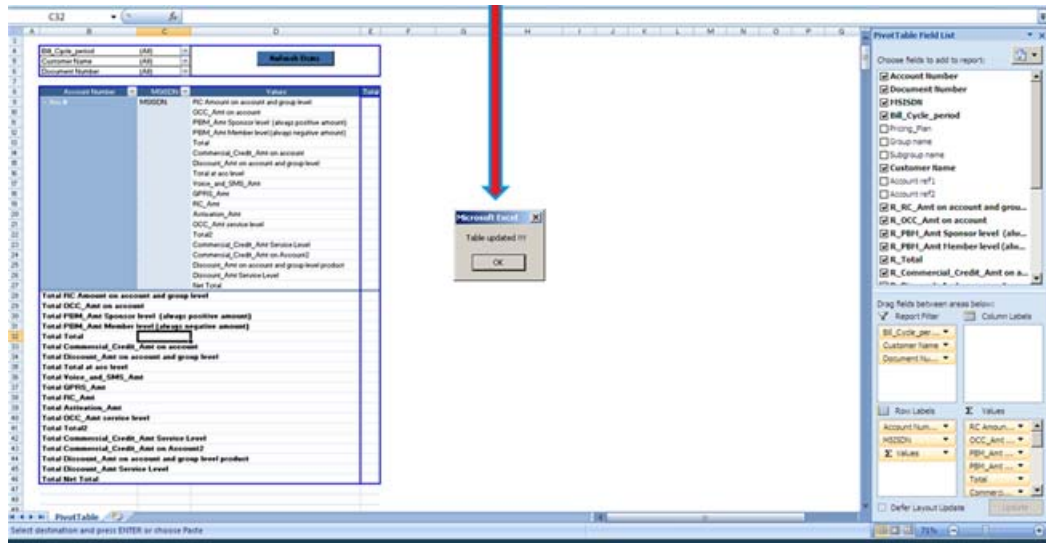 C32
fx
A B C D E F G H I J K L M N O P Q
Bill_Cycle_period (All)
Customer Name (All)
Document Number (All)
Refresh Data
Account Number MSISDN Values Total
MSISDN RC Amount on account and group level
OCC_Amt on account
PBM_Amt Sponsor level (always positive amount)
PBM_Amt Member level (always negative amount)
Total
Commercial_Credit_Amt on account
Discount_Amt on account and group level
Total at acc level
Voice_and_SMS_Amt
GPRS_Amt
RC_Amt
Activation_Amt
OCC_Amt service level
Total2
Commercial_Credit_Amt Service Level
Commercial_Credit_Amt on Account2
Discount_Amt on account and group level product
Discount_Amt Service Level
Net Total
Total RC Amount on account and group level
Total OCC_Amt on account
Total PBM_Amt Sponsor level (always positive amount)
Total PBM_Amt Member level (always negative amount)
Total Total
Total Commercial_Credit_Amt on account
Total Discount_Amt on account and group level
Total Total at acc level
Total Voice_and_SMS_Amt
Total GPRS_Amt
Total RC_Amt
Total Activation_Amt
Total OCC_Amt service level
Total Total2
Total Commercial_Credit_Amt Service Level
Total Commercial_Credit_Amt on Account2
Total Discount_Amt on account and group level product
Total Discount_Amt Service Level
Total Net Total
Microsoft Excel
Table updated !!!
OK
PivotTable Field List
Choose fields to add to report:
Account Number
Document Number
MSISDN
Bill_Cycle_period
Pricing_Plan
Group name
Subgroup name
Customer Name
Account ref1
Account ref2
R_RC_Amt on account and grou...
R_OCC_Amt on account
R_PBM_Amt Sponsor level (alw...
R_PBM_Amt Member level (alw...
R_Total
R_Commercial_Credit_Amt on a...
Drag fields between areas below:
Report Filter Column Labels
Bill_Cycle_per...
Customer Name
Document Nu...
Row Labels Σ Values
Account Num... RC Amoun...
MSISDN OCC_Amt ...
Σ Values PBM_Amt ...
PBM_Amt ...
Total
Commerci...
Defer Layout Update Update
PivotTable
Select destination and press ENTER or choose Paste
71%